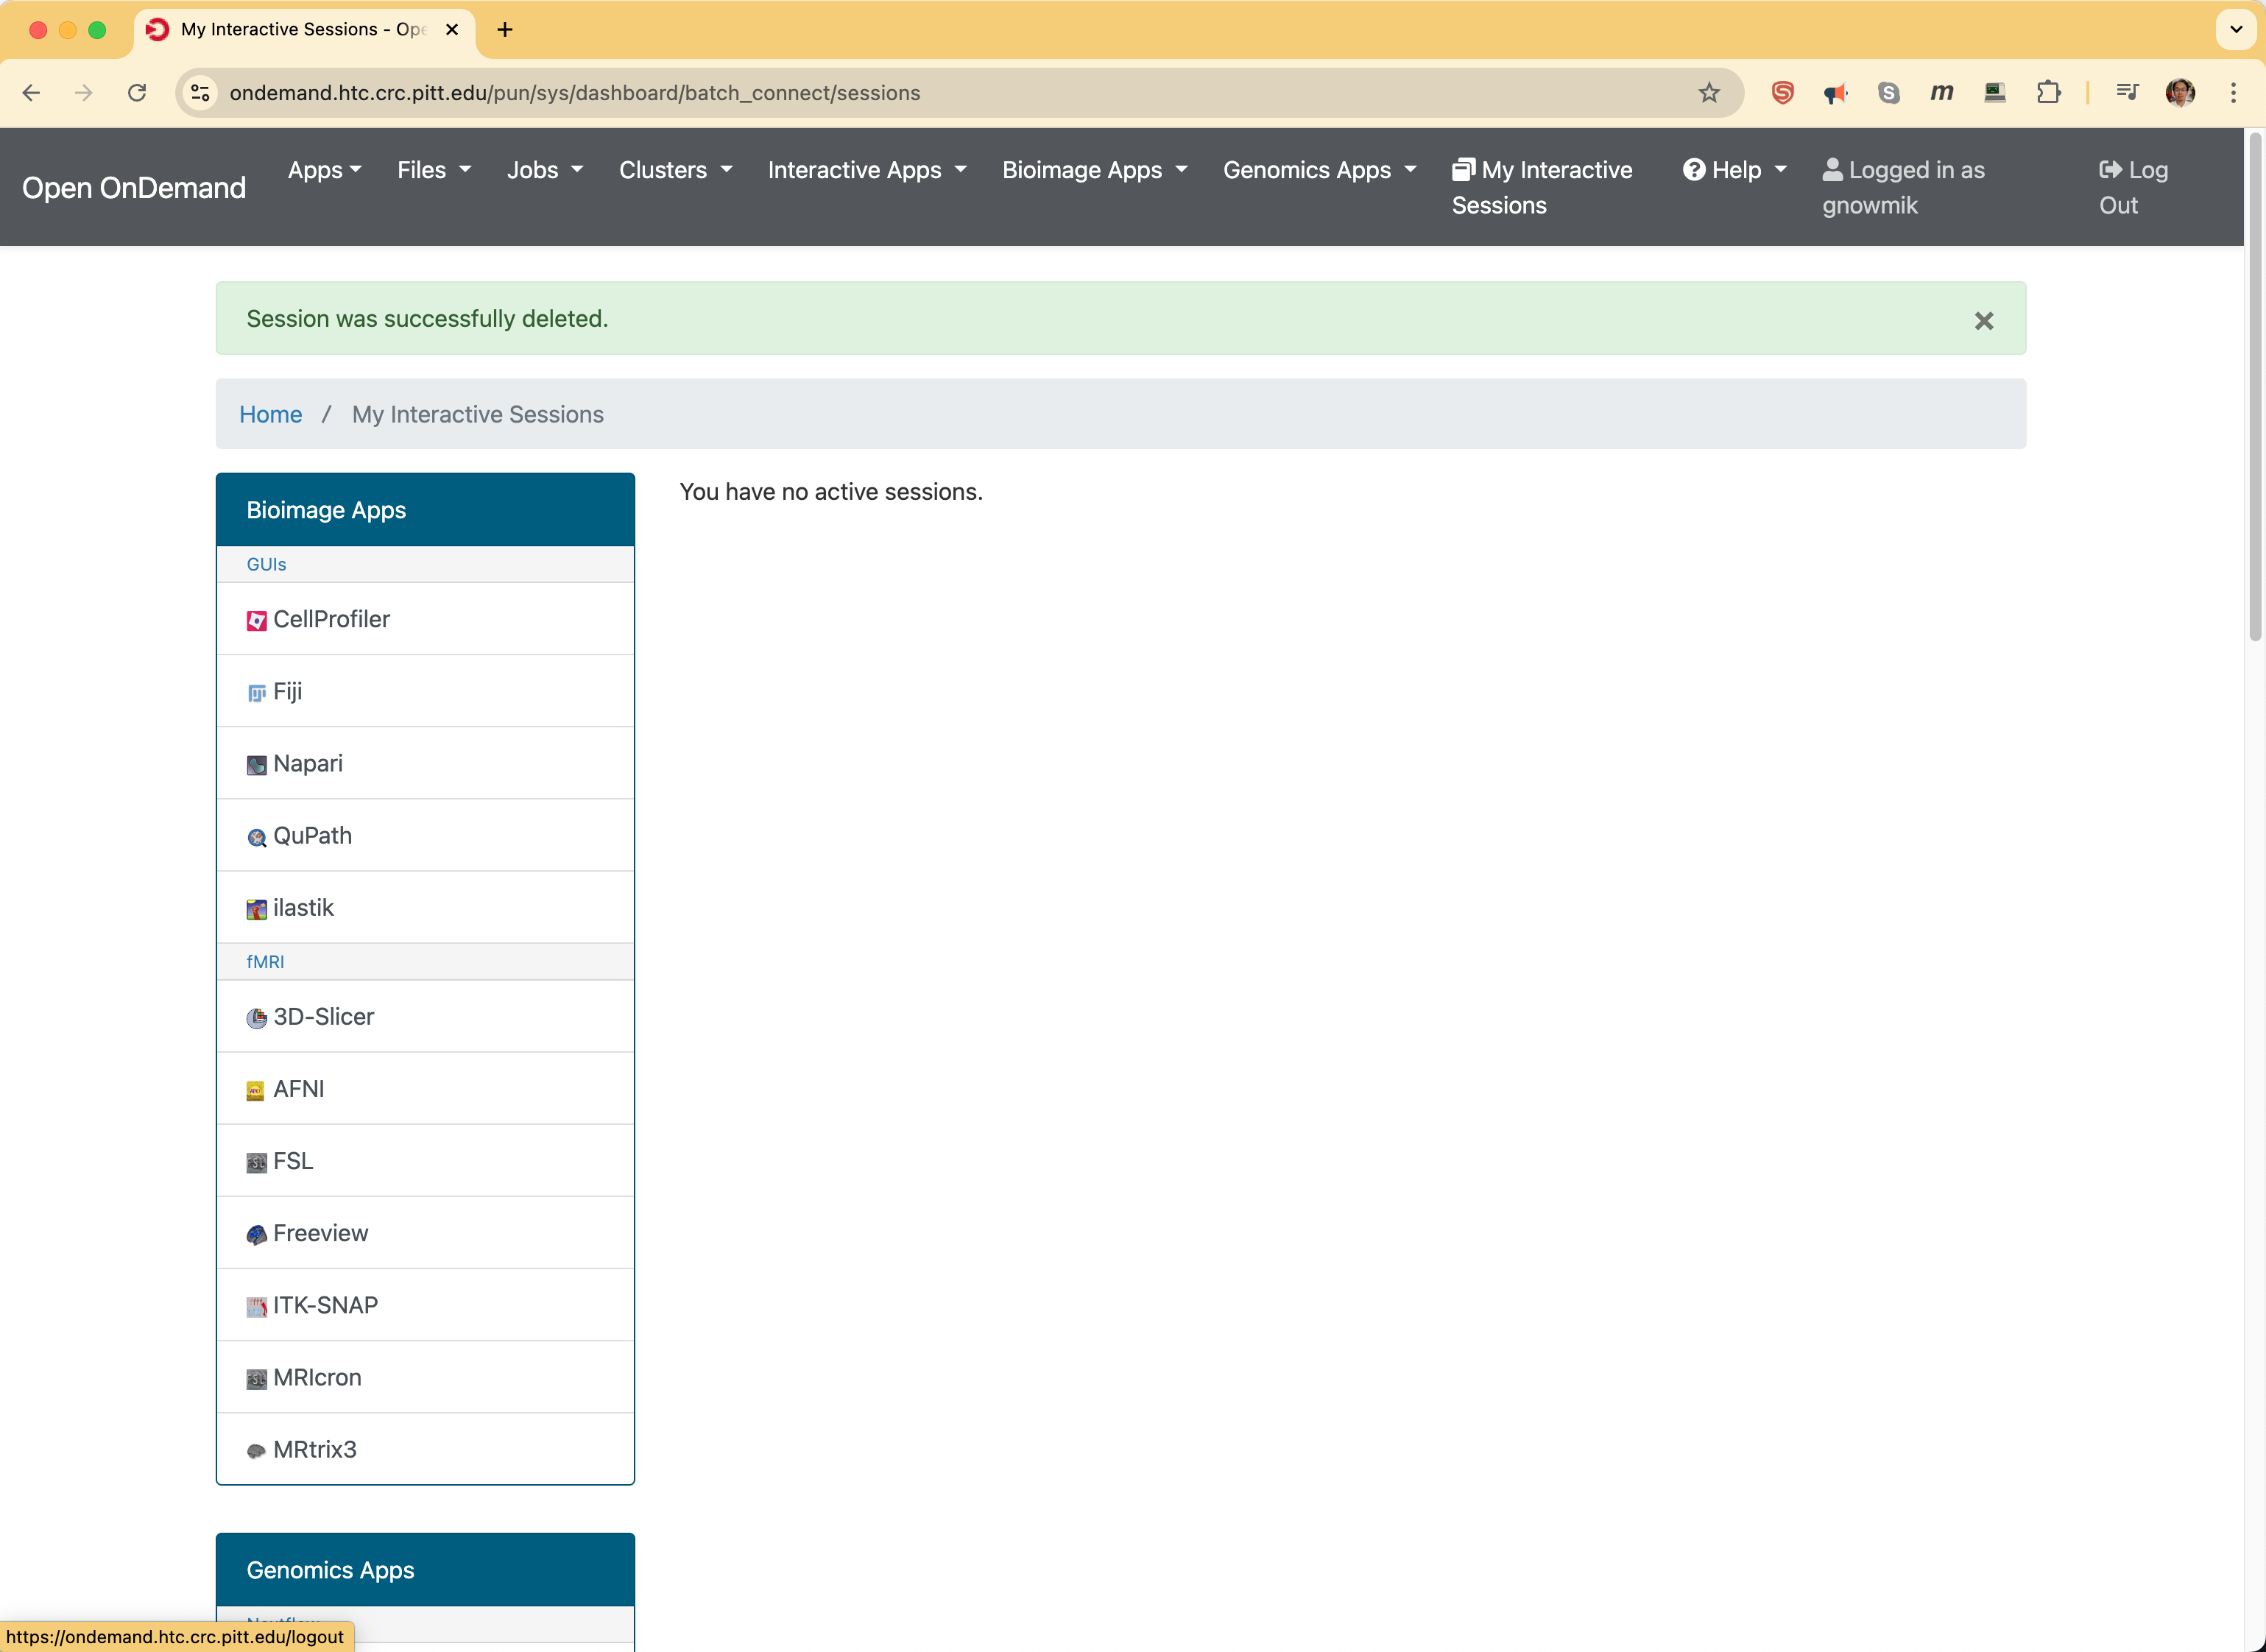 My Interactive Sessions - Ope
ondemand.htc.crc.pitt.edu/pun/sys/dashboard/batch_connect/sessions
Open OnDemand
Apps
Files
Jobs
Clusters
Interactive Apps
Bioimage Apps
Genomics Apps
My Interactive
Sessions
Help
Logged in as
gnowmik
Log
Out
Session was successfully deleted.
Home / My Interactive Sessions
Bioimage Apps
You have no active sessions.
GUIs
CellProfiler
Fiji
Napari
QuPath
ilastik
fMRI
3D-Slicer
AFNI
FSL
Freeview
ITK-SNAP
MRIcron
MRtrix3
Genomics Apps
https://ondemand.htc.crc.pitt.edu/logout